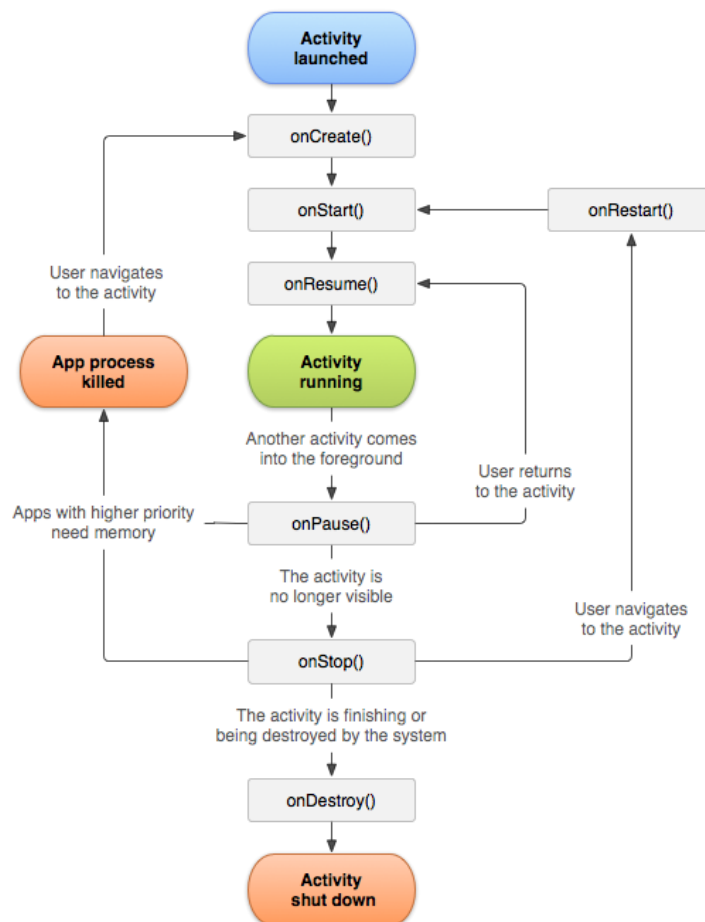 Activity
launched
onCreate()
onStart()
onRestart()
User navigates
to the activity
onResume()
App process
killed
Activity
running
Another activity comes
into the foreground
User returns
to the activity
Apps with higher priority
need memory
onPause()
The activity is
no longer visible
User navigates
to the activity
onStop()
The activity is finishing or
being destroyed by the system
onDestroy()
Activity
shut down